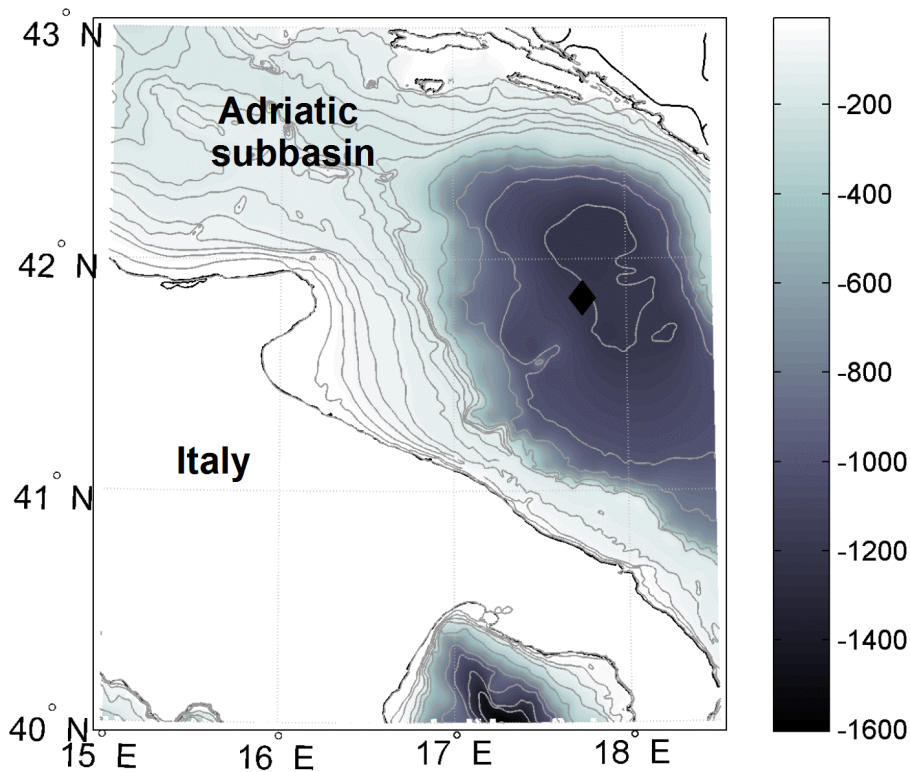 43° N
-200
Adriatic
subbasin
-400
42° N
-600
-800
Italy
-1000
41° N
-1200
-1400
40° N
-1600
15° E
16° E
17° E
18° E